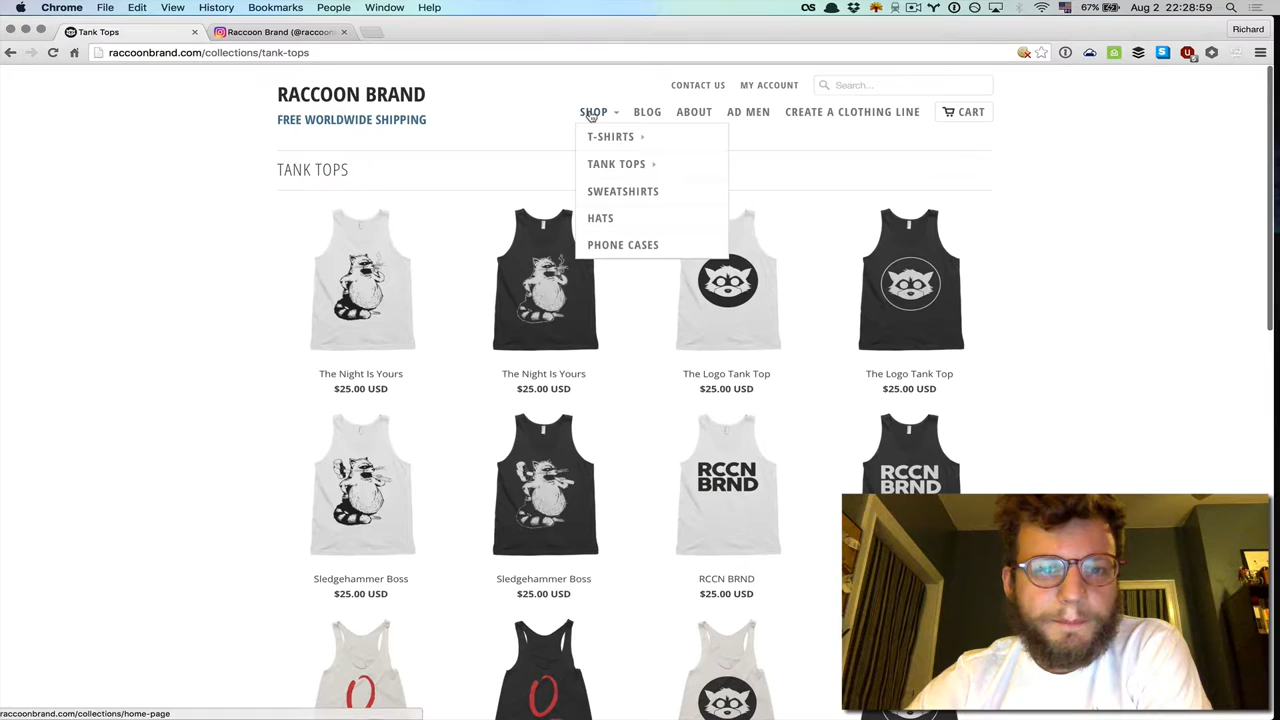 Chrome File Edit View History Bookmarks People Window Help
67% Aug 2 22:28:59
Tank Tops
Raccoon Brand (@raccoon
Richard
raccoonbrand.com/collections/tank-tops
RACCOON BRAND
FREE WORLDWIDE SHIPPING
CONTACT US MY ACCOUNT Search...
SHOP BLOG ABOUT AD MEN CREATE A CLOTHING LINE CART
T-SHIRTS
TANK TOPS
SWEATSHIRTS
HATS
PHONE CASES
TANK TOPS
The Night Is Yours
$25.00 USD
The Night Is Yours
$25.00 USD
The Logo Tank Top
$25.00 USD
The Logo Tank Top
$25.00 USD
RCCN
BRND
RCCN
BRND
Sledgehammer Boss
$25.00 USD
Sledgehammer Boss
$25.00 USD
RCCN BRND
$25.00 USD
raccoonbrand.com/collections/home-page